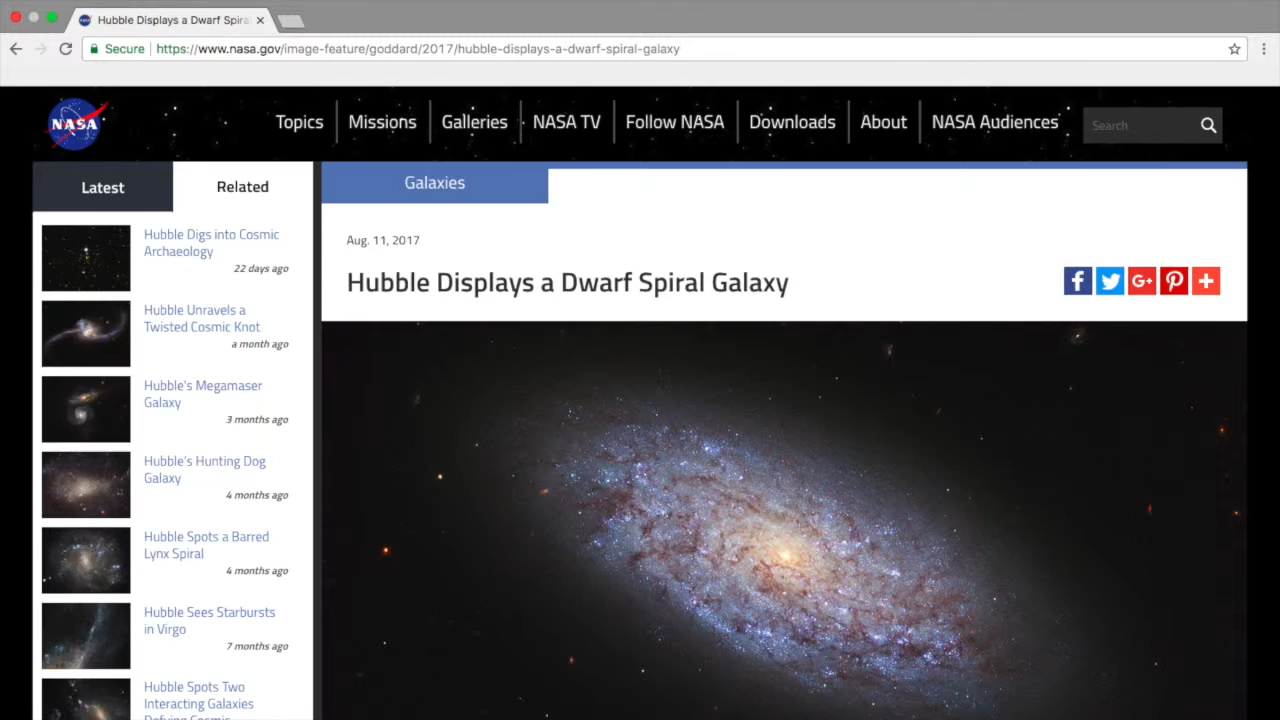 Hubble Displays a Dwarf Spira
Secure
https://www.nasa.gov/image-feature/goddard/2017/hubble-displays-a-dwarf-spiral-galaxy
NASA
Topics
Missions
Galleries
NASA TV
Follow NASA
Downloads
About
NASA Audiences
Search
Latest
Related
Hubble Digs into Cosmic
Archaeology
22 days ago
Hubble Unravels a
Twisted Cosmic Knot
a month ago
Hubble's Megamaser
Galaxy
3 months ago
Hubble's Hunting Dog
Galaxy
4 months ago
Hubble Spots a Barred
Lynx Spiral
4 months ago
Hubble Sees Starbursts
in Virgo
7 months ago
Hubble Spots Two
Interacting Galaxies
Defying Cosmic
Galaxies
Aug. 11, 2017
Hubble Displays a Dwarf Spiral Galaxy